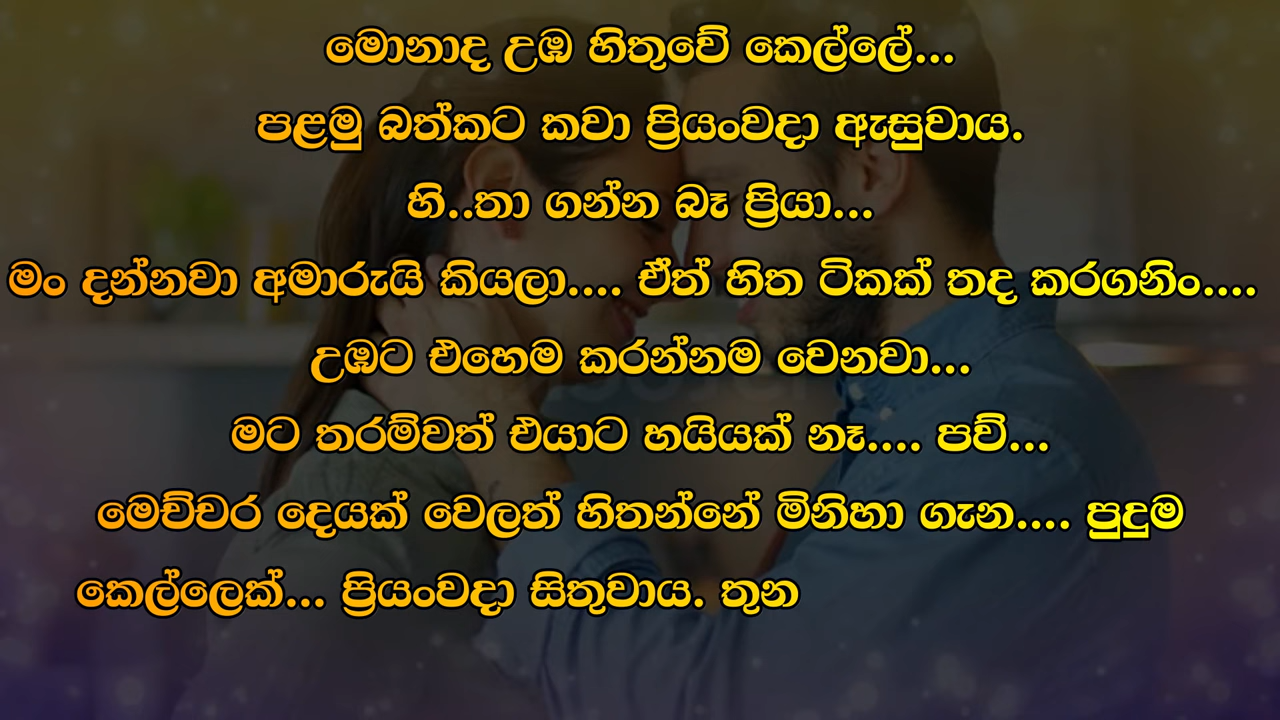 මොනාද උඹ හිතුවේ කෙල්ලේ...
පළමු බත්කට කවා ප්‍රියංවදා ඇසුවාය.
හි..තා ගන්න බෑ ප්‍රියා...
මං දන්නවා අමාරුයි කියලා.... ඒත් හිත ටිකක් තද කරගනිං....
උඹට එහෙම කරන්නම වෙනවා...
මට තරම්වත් එයාට හයියක් නෑ.... පව්...
මෙච්චර දෙයක් වෙලත් හිතන්නේ මිනිහා ගැන.... පුදුම
කෙල්ලෙක්... ප්‍රියංවදා සිතුවාය. තුන